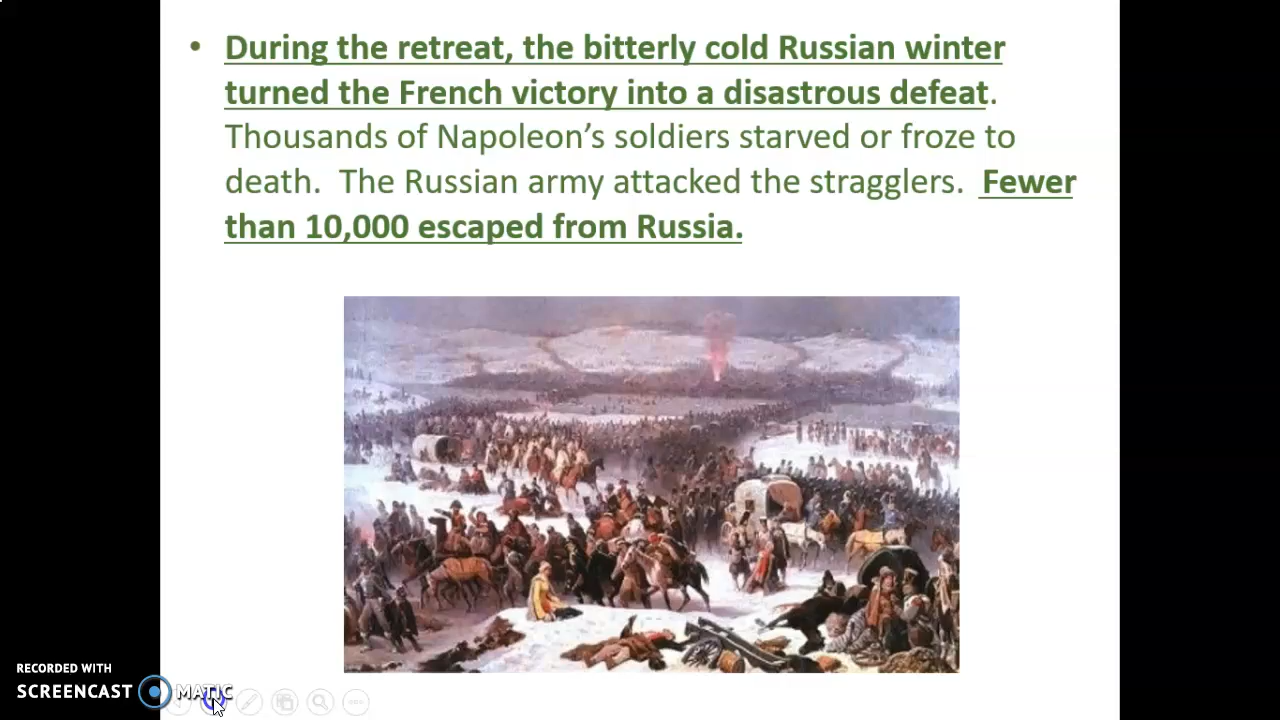 • During the retreat, the bitterly cold Russian winter
turned the French victory into a disastrous defeat.
Thousands of Napoleon’s soldiers starved or froze to
death.  The Russian army attacked the stragglers.  Fewer
than 10,000 escaped from Russia.
RECORDED WITH
SCREENCAST MATIC